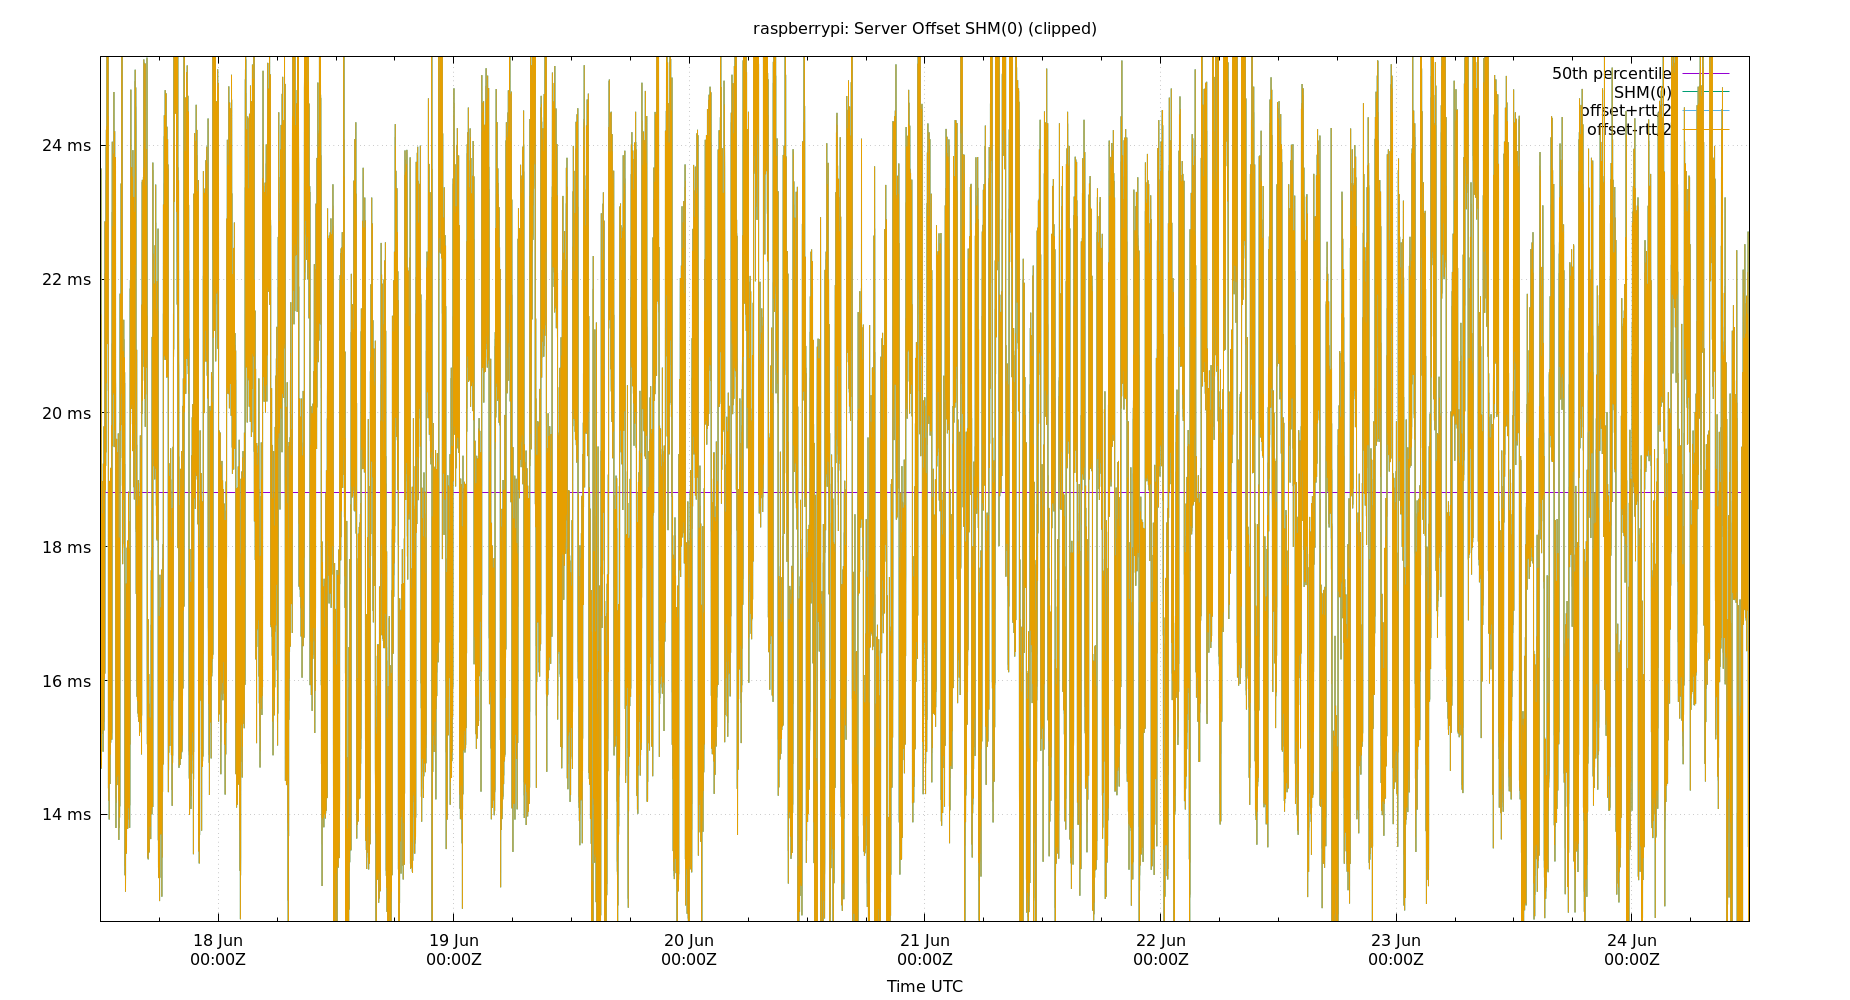 raspberrypi: Server Offset SHM(0) (clipped)
50th percentile
SHM(0)
offset+rtt/2
offset-rtt/2
24 ms
22 ms
20 ms
18 ms
16 ms
14 ms
18 Jun 19 Jun 20 Jun 21 Jun 22 Jun 23 Jun 24 Jun
00:00Z 00:00Z 00:00Z 00:00Z 00:00Z 00:00Z 00:00Z
Time UTC